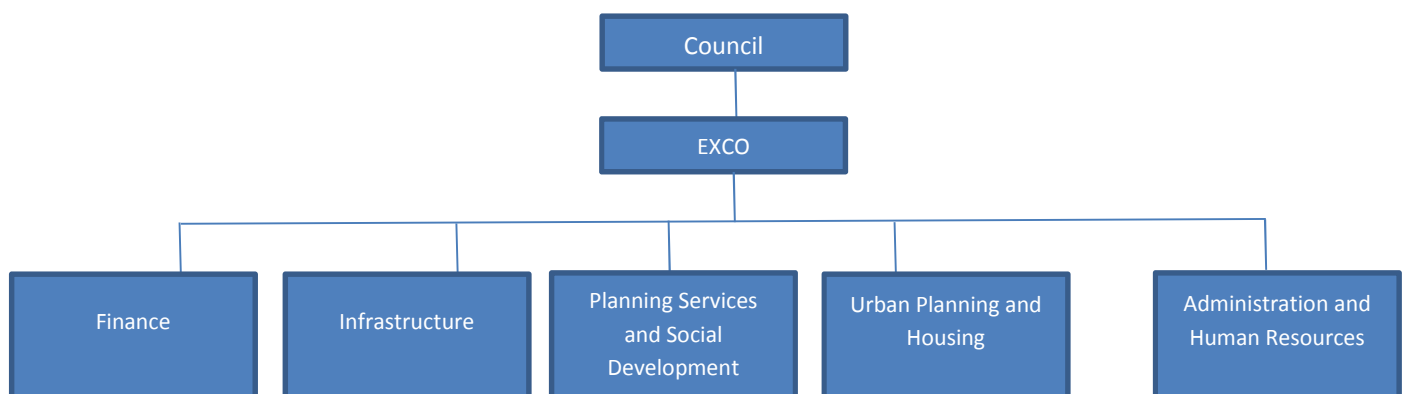 Council
EXCO
Finance
Infrastructure
Planning Services
and Social
Development
Urban Planning and
Housing
Administration and
Human Resources